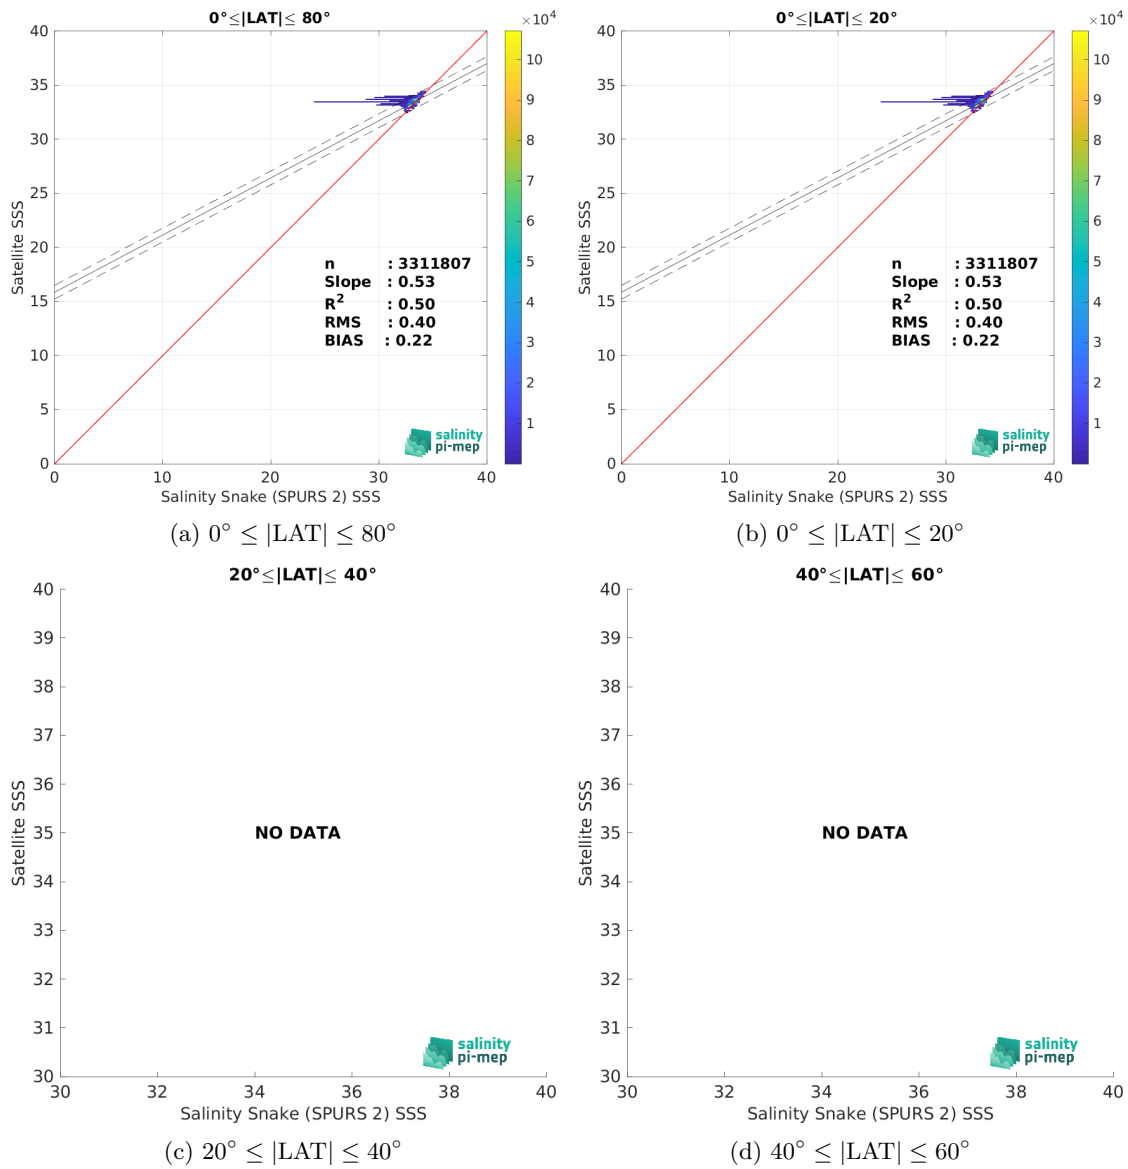 0°≤|LAT|≤ 80°
×10⁴
40
35
30
25
20
15
10
5
0
Satellite SSS
n : 3311807
Slope : 0.53
R² : 0.50
RMS : 0.40
BIAS : 0.22
salinity
pi-mep
10
9
8
7
6
5
4
3
2
1
0 10 20 30 40
Salinity Snake (SPURS 2) SSS
(a) 0° ≤ |LAT| ≤ 80°
0°≤|LAT|≤ 20°
×10⁴
40
35
30
25
20
15
10
5
0
Satellite SSS
n : 3311807
Slope : 0.53
R² : 0.50
RMS : 0.40
BIAS : 0.22
salinity
pi-mep
10
9
8
7
6
5
4
3
2
1
0 10 20 30 40
Salinity Snake (SPURS 2) SSS
(b) 0° ≤ |LAT| ≤ 20°
20°≤|LAT|≤ 40°
40
39
38
37
36
35
34
33
32
31
30
Satellite SSS
NO DATA
salinity
pi-mep
30 32 34 36 38 40
Salinity Snake (SPURS 2) SSS
(c) 20° ≤ |LAT| ≤ 40°
40°≤|LAT|≤ 60°
40
39
38
37
36
35
34
33
32
31
30
Satellite SSS
NO DATA
salinity
pi-mep
30 32 34 36 38 40
Salinity Snake (SPURS 2) SSS
(d) 40° ≤ |LAT| ≤ 60°